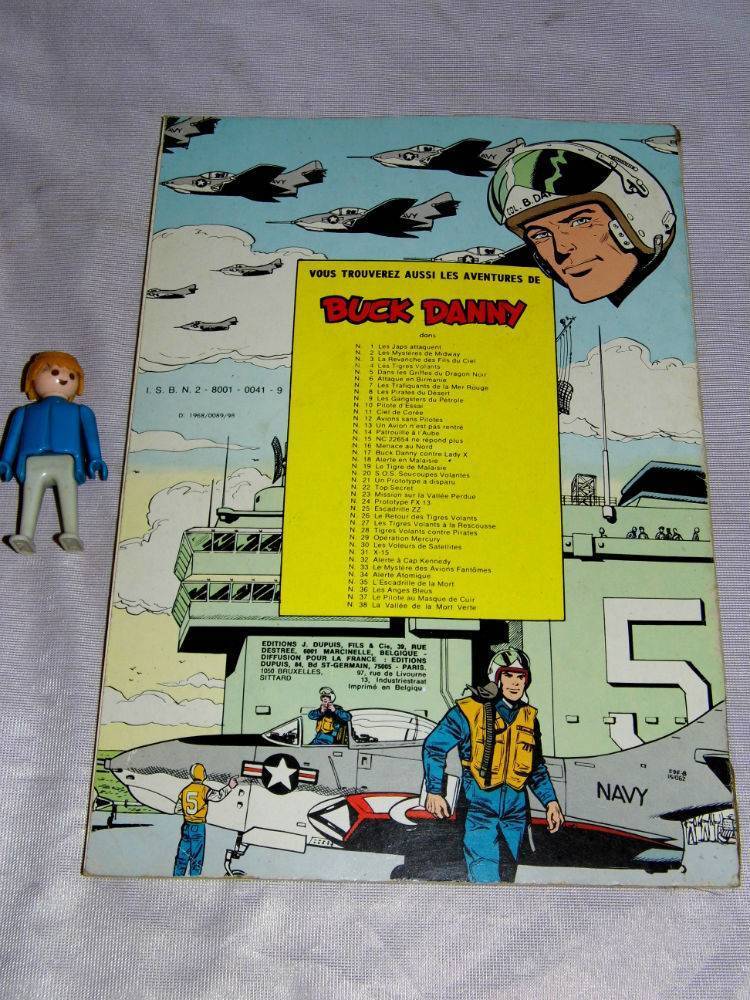 NAVY
NAVY
NAVY
COL. B. DAN
VOUS TROUVEREZ AUSSI LES AVENTURES DE
BUCK DANNY
dans
N. 1 Les Japs attaquent
N. 2 Les Mystères de Midway
N. 3 La Revanche des Fils du Ciel
N. 4 Les Tigres Volants
N. 5 Dans les Griffes du Dragon Noir
N. 6 Attaque en Birmanie
N. 7 Les Trafiquants de la Mer Rouge
N. 8 Les Pirates du Désert
N. 9 Les Gangsters du Pétrole
N. 10 Pilote d'Essai
N. 11 Ciel de Corée
N. 12 Avions sans Pilotes
N. 13 Un Avion n'est pas rentré
N. 14 Patrouille à l'Aube
N. 15 NC 22654 ne répond plus
N. 16 Menace au Nord
N. 17 Buck Danny contre Lady X
N. 18 Alerte en Malaisie
N. 19 Le Tigre de Malaisie
N. 20 S.O.S. Soucoupes Volantes
N. 21 Un Prototype a disparu
N. 22 Top Secret
N. 23 Mission sur la Vallée Perdue
N. 24 Prototype FX 13
N. 25 Escadrille ZZ
N. 26 Le Retour des Tigres Volants
N. 27 Les Tigres Volants à la Rescousse
N. 28 Tigres Volants contre Pirates
N. 29 Opération Mercury
N. 30 Les Voleurs de Satellites
N. 31 X-15
N. 32 Alerte à Cap Kennedy
N. 33 Le Mystère des Avions Fantômes
N. 34 Alerte Atomique
N. 35 L'Escadrille de la Mort
N. 36 Les Anges Bleus
N. 37 Le Pilote au Masque de Cuir
N. 38 La Vallée de la Mort Verte
I. S. B. N. 2 - 8001 - 0041 - 9
D. 1968/0089/98
EDITIONS J. DUPUIS, FILS & Cie, 39, RUE
DESTREE, 6001 MARCINELLE, BELGIQUE -
DIFFUSION POUR LA FRANCE : EDITIONS
DUPUIS, 84, Bd ST-GERMAIN, 75005 - PARIS.
1050 BRUXELLES, 97, rue de Livourne
SITTARD 13, Industriestraat
Imprimé en Belgiqu
5
5
F9F-8
NAVY